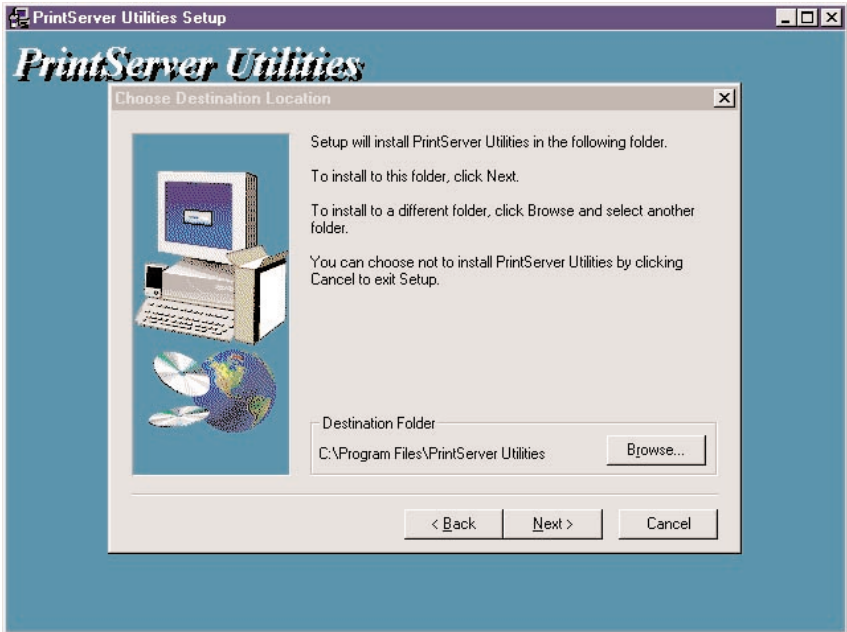 PrintServer Utilities Setup
PrintServer Utilities
Choose Destination Location
Setup will install PrintServer Utilities in the following folder.
To install to this folder, click Next.
To install to a different folder, click Browse and select another
folder.
You can choose not to install PrintServer Utilities by clicking
Cancel to exit Setup.
Destination Folder
C:\Program Files\PrintServer Utilities
Browse...
< Back
Next >
Cancel